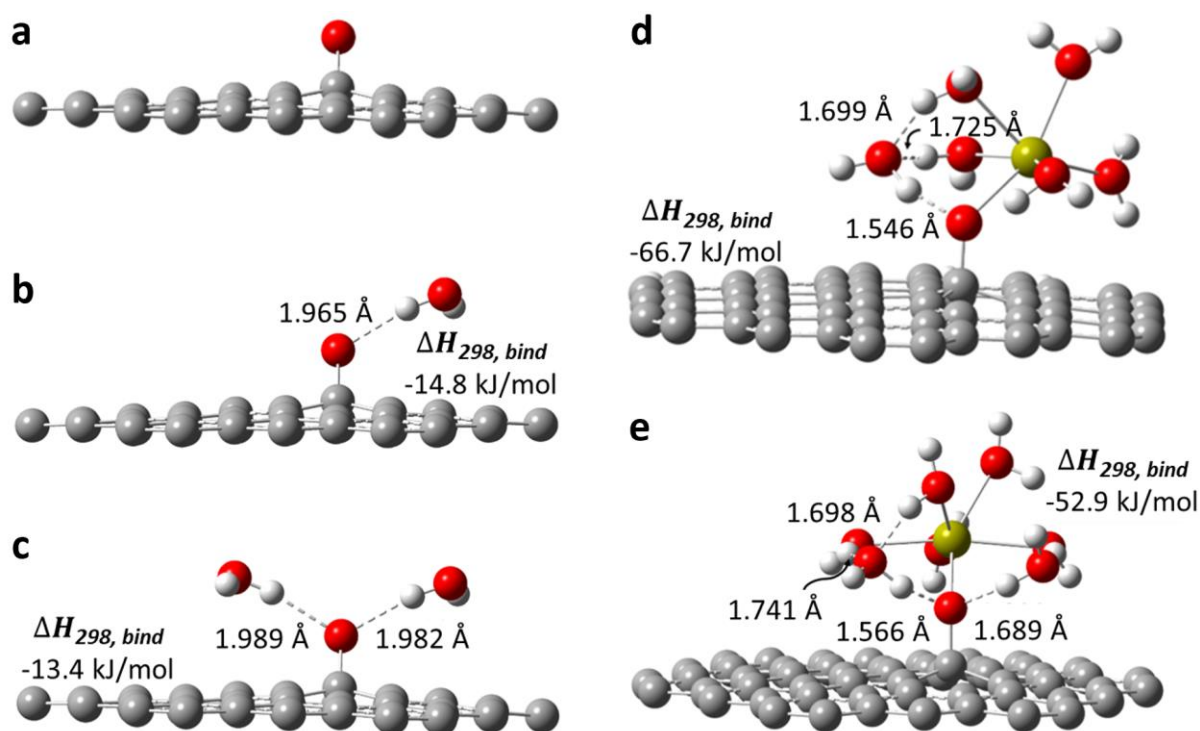 a
b
1.965 Å
ΔH298, bind
-14.8 kJ/mol
c
ΔH298, bind
-13.4 kJ/mol
1.989 Å
1.982 Å
d
1.699 Å
1.725 Å
ΔH298, bind
-66.7 kJ/mol
1.546 Å
e
ΔH298, bind
-52.9 kJ/mol
1.698 Å
1.741 Å
1.566 Å
1.689 Å